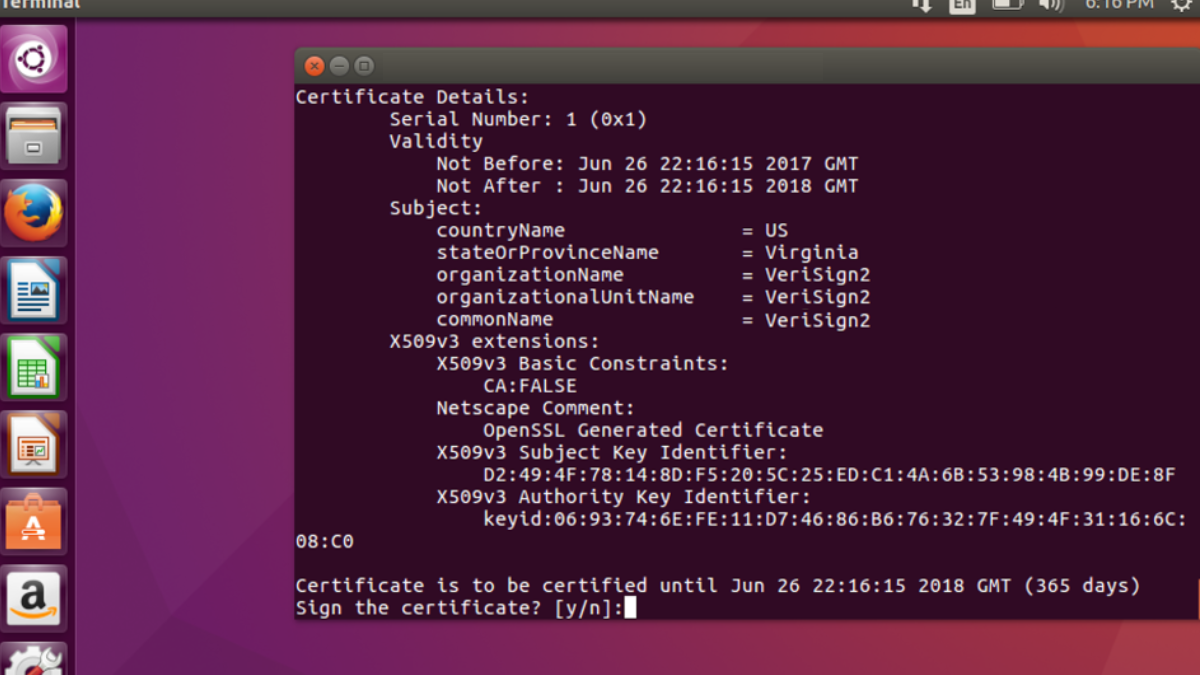 Terminal
En
6:16 PM
Certificate Details:
Serial Number: 1 (0x1)
Validity
Not Before: Jun 26 22:16:15 2017 GMT
Not After : Jun 26 22:16:15 2018 GMT
Subject:
countryName = US
stateOrProvinceName = Virginia
organizationName = VeriSign2
organizationalUnitName = VeriSign2
commonName = VeriSign2
X509v3 extensions:
X509v3 Basic Constraints:
CA:FALSE
Netscape Comment:
OpenSSL Generated Certificate
X509v3 Subject Key Identifier:
D2:49:4F:78:14:8D:F5:20:5C:25:ED:C1:4A:6B:53:98:4B:99:DE:8F
X509v3 Authority Key Identifier:
keyid:06:93:74:6E:FE:11:D7:46:86:B6:76:32:7F:49:4F:31:16:6C:
08:C0
Certificate is to be certified until Jun 26 22:16:15 2018 GMT (365 days)
Sign the certificate? [y/n]:
a